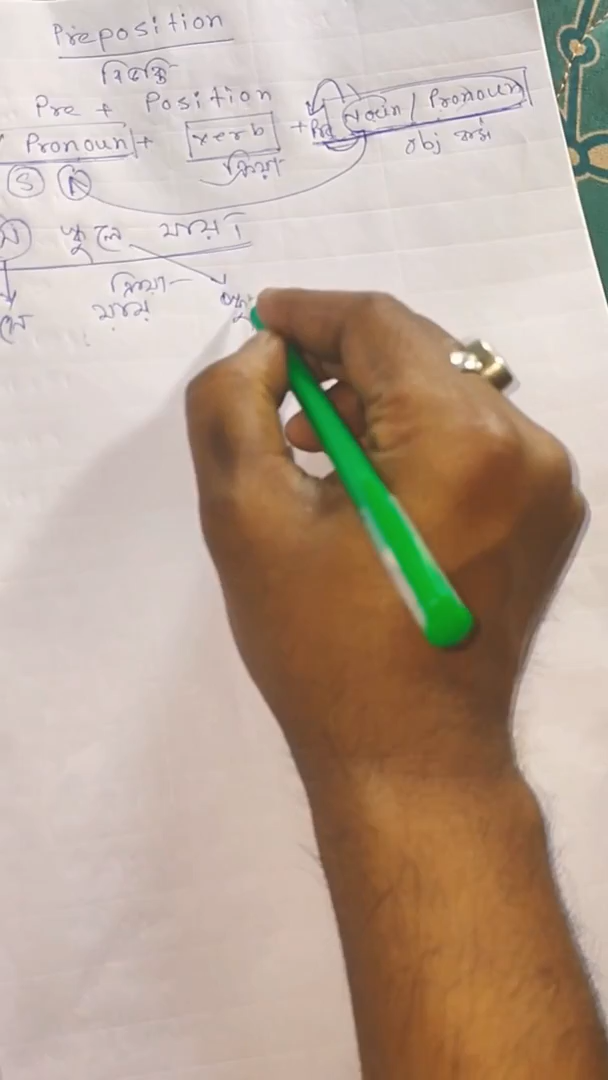 Preposition
বিভক্তি
Pre + Position
Pronoun + verb + Pre Noun / Pronoun
S A ক্রিয়া obj কর্ম
স্কুলে যায়।
ক্রিয়া-
যায়